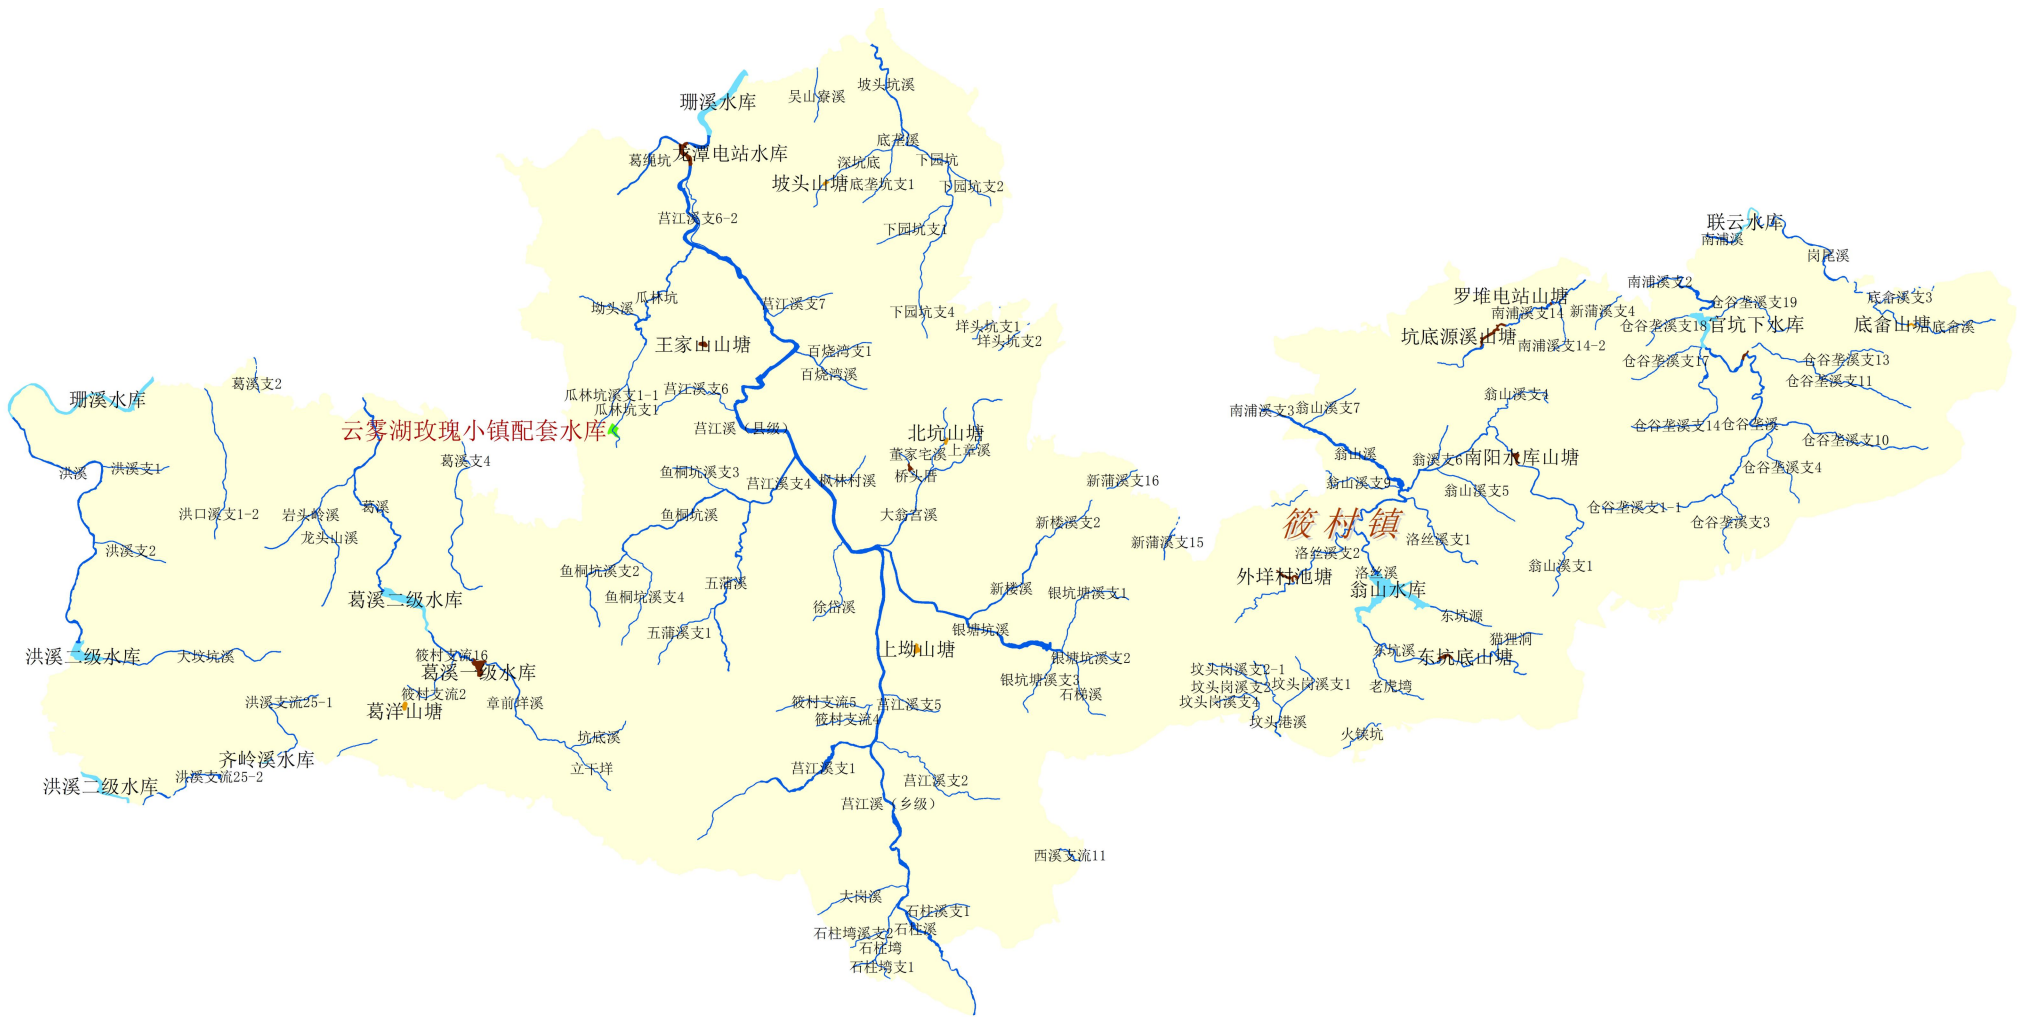 坡头坑溪
吴山寮溪
珊溪水库
底垄溪
葛绳坑
龙潭电站水库
深坑底
下园坑
坡头山塘
底垄坑支1
下园坑支2
莒江溪支6-2
下园坑支1
联云水库
南浦溪
岗尾溪
瓜林坑
坳头溪
莒江溪支7
下园坑支4
垟头坑支1
垟头坑支2
罗堆电站山塘
南浦溪支14
新蒲溪支4
坑底源溪山塘
南浦溪支14-2
南浦溪支2
仓谷垄溪支19
仓谷垄溪支18
官坑下水库
底畲溪支3
底畲山塘
底畲溪
王家山山塘
百烧湾支1
百烧湾溪
仓谷垄溪支17
仓谷垄溪支13
仓谷垄溪支11
葛溪支2
珊溪水库
瓜林坑溪支1-1
瓜林坑支1
莒江溪支6
翁山溪支4
南浦溪支3
翁山溪支7
云雾湖玫瑰小镇配套水库
莒江溪（县级）
北坑山塘
董家宅溪
上章溪
仓谷垄溪支14
仓谷垄溪
仓谷垄溪支10
洪溪
洪溪支1
葛溪支4
鱼桐坑溪支3
莒江溪支4
枫林村溪
桥头厝
新蒲溪支16
翁山溪
翁溪支6
南阳水库山塘
仓谷垄溪支4
翁山溪支9
翁山溪支5
洪口溪支1-2
岩头岭溪
葛溪
鱼桐坑溪
大翁宫溪
新楼溪支2
筱村镇
仓谷垄溪支1-1
仓谷垄溪支3
龙头山溪
洪溪支2
新蒲溪支15
洛丝溪支2
洛丝溪支1
鱼桐坑溪支2
五蒲溪
外垟村池塘
洛丝溪
翁山溪支1
葛溪二级水库
鱼桐坑溪支4
徐岙溪
新楼溪
银坑塘溪支1
翁山水库
东坑源
五蒲溪支1
银塘坑溪
猫狸洞
洪溪二级水库
大坟坑溪
筱村支流16
葛溪一级水库
上坳山塘
银塘坑溪支2
东坑溪
东坑底山塘
坟头岗溪支2-1
坟头岗溪支2
坟头岗溪支1
老虎塆
洪溪支流25-1
筱村支流2
葛洋山塘
章前垟溪
筱村支流5
莒江溪支5
银坑塘溪支3
石梯溪
坟头岗溪支4
筱村支流4
坟头港溪
坑底溪
火镁坑
齐岭溪水库
立干垟
莒江溪支1
莒江溪支2
洪溪二级水库
洪溪支流25-2
莒江溪（乡级）
西溪支流11
大岗溪
石柱溪支1
石柱塆溪支2
石柱溪
石柱塆
石柱塆支1